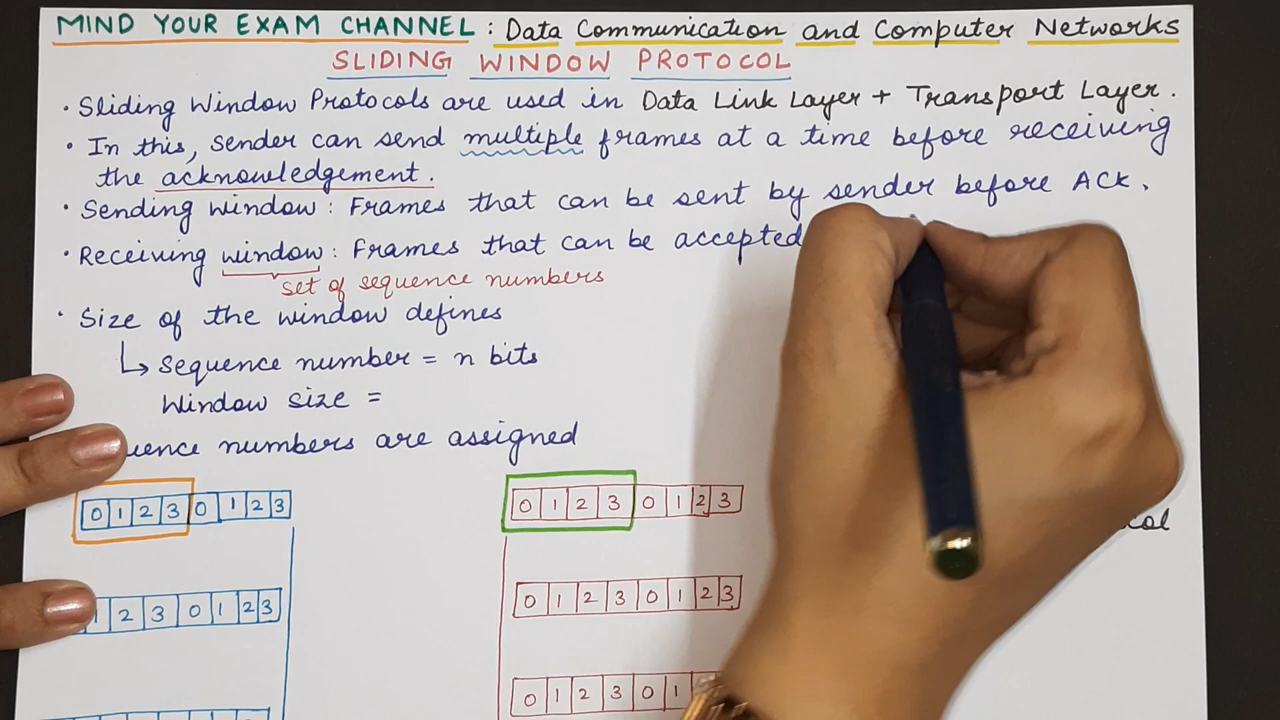 MIND YOUR EXAM CHANNEL : Data Communication and Computer Networks
SLIDING WINDOW PROTOCOL
• Sliding Window Protocols are used in Data Link Layer + Transport Layer.
• In this, sender can send multiple frames at a time before receiving
the acknowledgement.
• Sending window: Frames that can be sent by sender before ACK.
• Receiving window: Frames that can be accepted
set of sequence numbers
• Size of the window defines
↳ Sequence number = n bits
Window size =
numbers are assigned
0 1 2 3 0 1 2 3
0 1 2 3 0 1 2 3
2 3 0 1 2 3
0 1 2 3 0 1 2 3
0 1 2 3 0 1